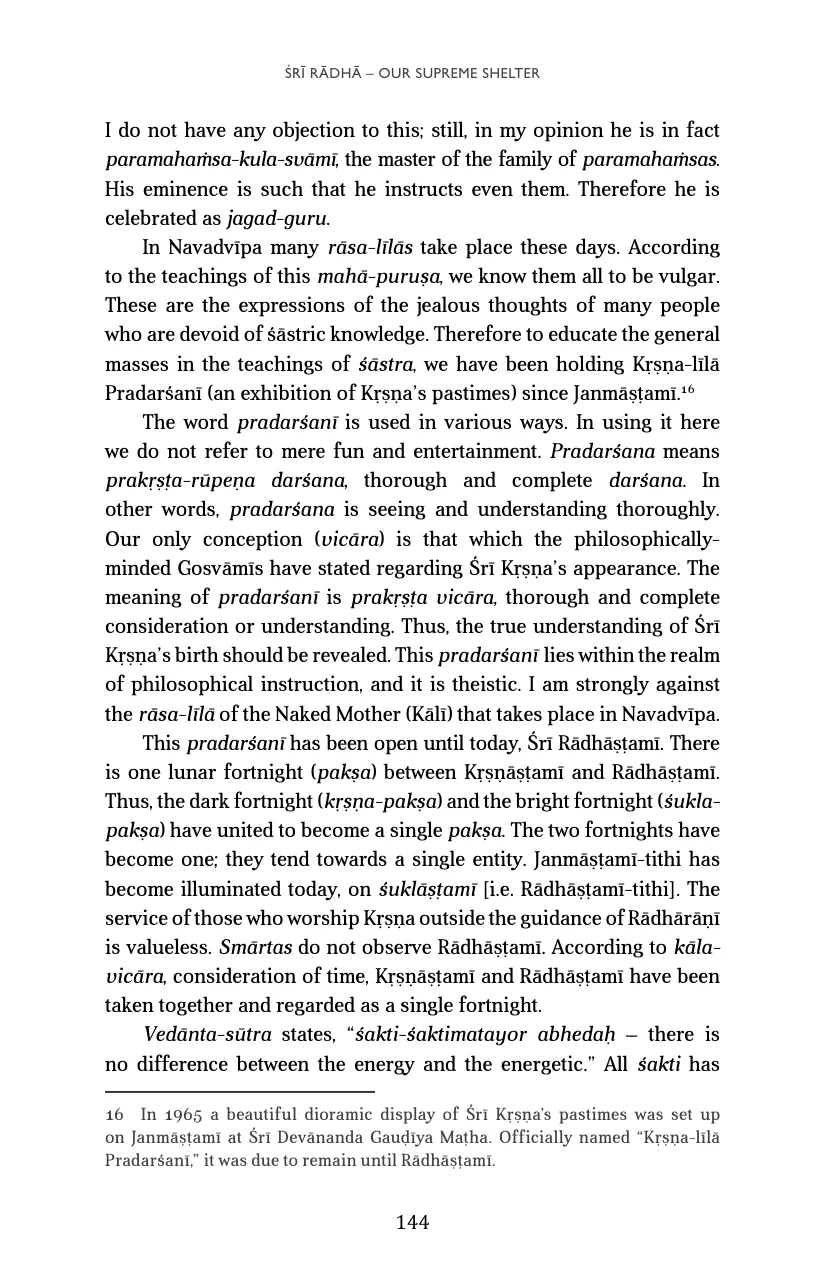 ŚRĪ RĀDHĀ – OUR SUPREME SHELTER
I do not have any objection to this; still, in my opinion he is in fact
paramahaṁsa-kula-svāmī, the master of the family of paramahaṁsas.
His eminence is such that he instructs even them. Therefore he is
celebrated as jagad-guru.
In Navadvīpa many rāsa-līlās take place these days. According
to the teachings of this mahā-puruṣa, we know them all to be vulgar.
These are the expressions of the jealous thoughts of many people
who are devoid of śāstric knowledge. Therefore to educate the general
masses in the teachings of śāstra, we have been holding Kṛṣṇa-līlā
Pradarśanī (an exhibition of Kṛṣṇa’s pastimes) since Janmāṣṭamī.¹⁶
The word pradarśanī is used in various ways. In using it here
we do not refer to mere fun and entertainment. Pradarśana means
prakṛṣṭa-rūpeṇa darśana, thorough and complete darśana. In
other words, pradarśana is seeing and understanding thoroughly.
Our only conception (vicāra) is that which the philosophically-
minded Gosvāmīs have stated regarding Śrī Kṛṣṇa’s appearance. The
meaning of pradarśanī is prakṛṣṭa vicāra, thorough and complete
consideration or understanding. Thus, the true understanding of Śrī
Kṛṣṇa’s birth should be revealed. This pradarśanī lies within the realm
of philosophical instruction, and it is theistic. I am strongly against
the rāsa-līlā of the Naked Mother (Kālī) that takes place in Navadvīpa.
This pradarśanī has been open until today, Śrī Rādhāṣṭamī. There
is one lunar fortnight (pakṣa) between Kṛṣṇāṣṭamī and Rādhāṣṭamī.
Thus, the dark fortnight (kṛṣṇa-pakṣa) and the bright fortnight (śukla-
pakṣa) have united to become a single pakṣa. The two fortnights have
become one; they tend towards a single entity. Janmāṣṭamī-tithi has
become illuminated today, on śuklāṣṭamī [i.e. Rādhāṣṭamī-tithi]. The
service of those who worship Kṛṣṇa outside the guidance of Rādhārāṇī
is valueless. Smārtas do not observe Rādhāṣṭamī. According to kāla-
vicāra, consideration of time, Kṛṣṇāṣṭamī and Rādhāṣṭamī have been
taken together and regarded as a single fortnight.
Vedānta-sūtra states, “śakti-śaktimatayor abhedaḥ – there is
no difference between the energy and the energetic.” All śakti has
16 In 1965 a beautiful dioramic display of Śrī Kṛṣṇa’s pastimes was set up
on Janmāṣṭamī at Śrī Devānanda Gauḍīya Maṭha. Officially named “Kṛṣṇa-līlā
Pradarśanī,” it was due to remain until Rādhāṣṭamī.
144